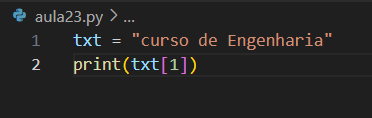 aula23.py > ...
1 txt = "curso de Engenharia"
2 print(txt[1])